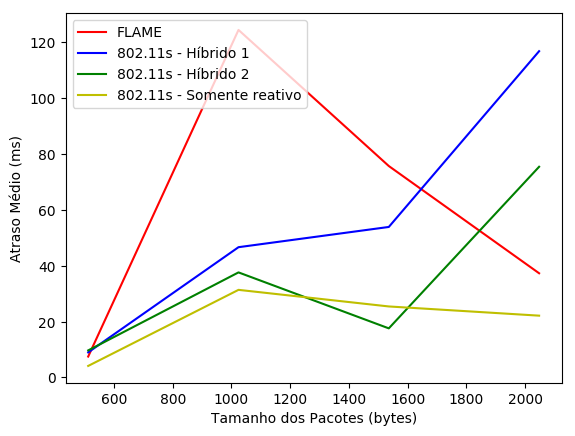 FLAME
802.11s - Híbrido 1
802.11s - Híbrido 2
802.11s - Somente reativo
120
100
80
60
40
20
0
Atraso Médio (ms)
600
800
1000
1200
1400
1600
1800
2000
Tamanho dos Pacotes (bytes)